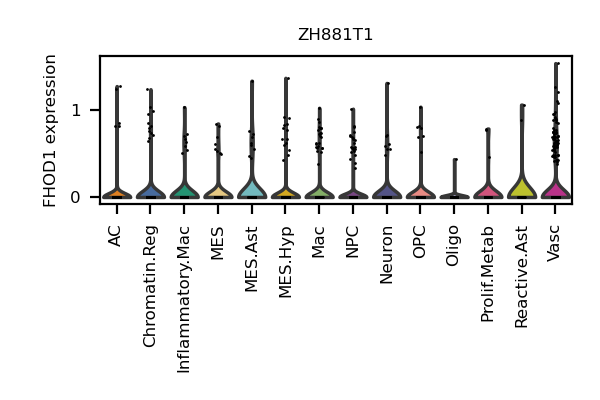 ZH881T1
FHOD1 expression
1
0
AC
Chromatin.Reg
Inflammatory.Mac
MES
MES.Ast
MES.Hyp
Mac
NPC
Neuron
OPC
Oligo
Prolif.Metab
Reactive.Ast
Vasc